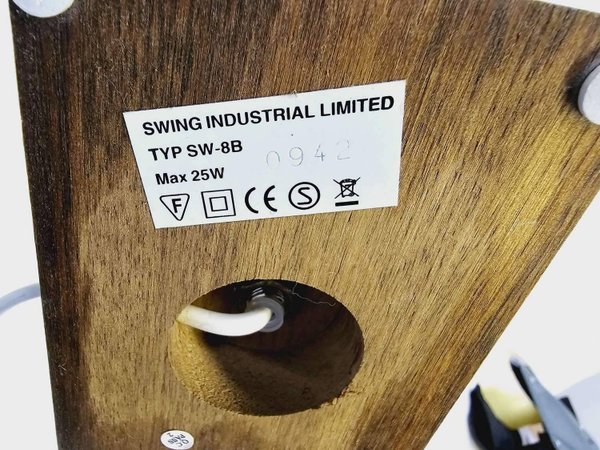 SWING INDUSTRIAL LIMITED
TYP SW-8B
0942
Max 25W
F CE S